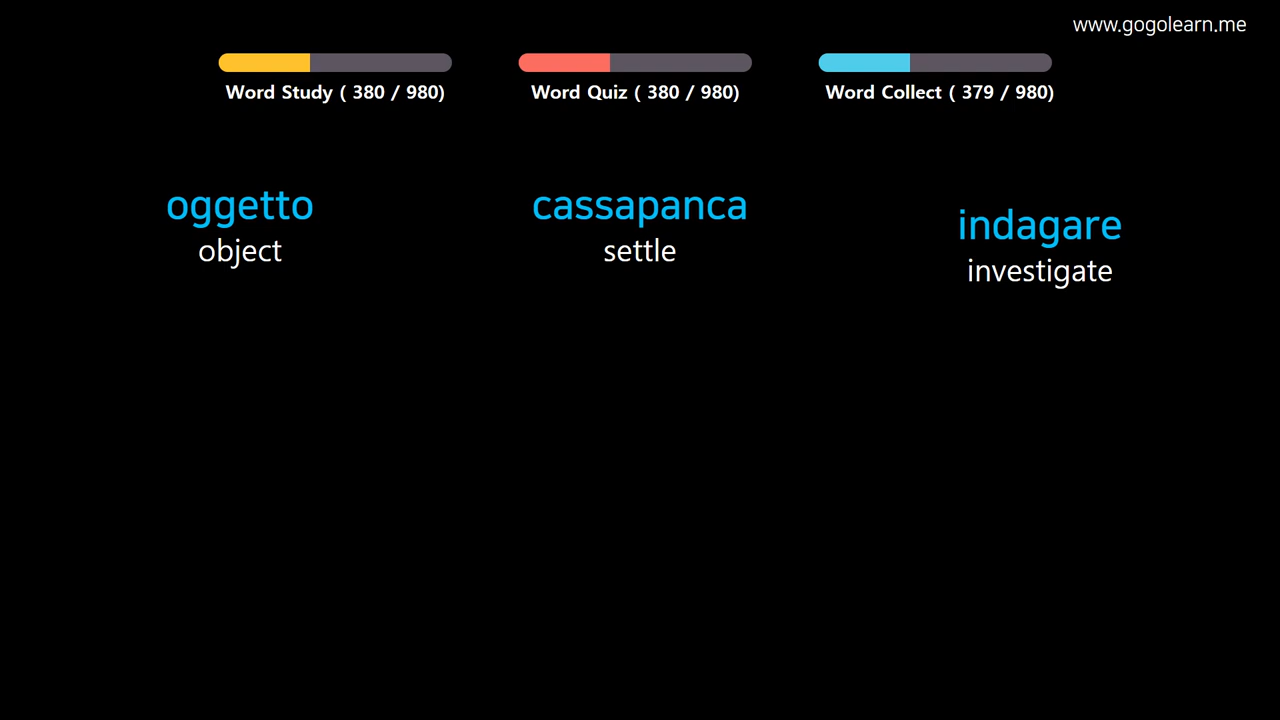 www.gogolearn.me
Word Study ( 380 / 980)
Word Quiz ( 380 / 980)
Word Collect ( 379 / 980)
oggetto
object
cassapanca
settle
indagare
investigate